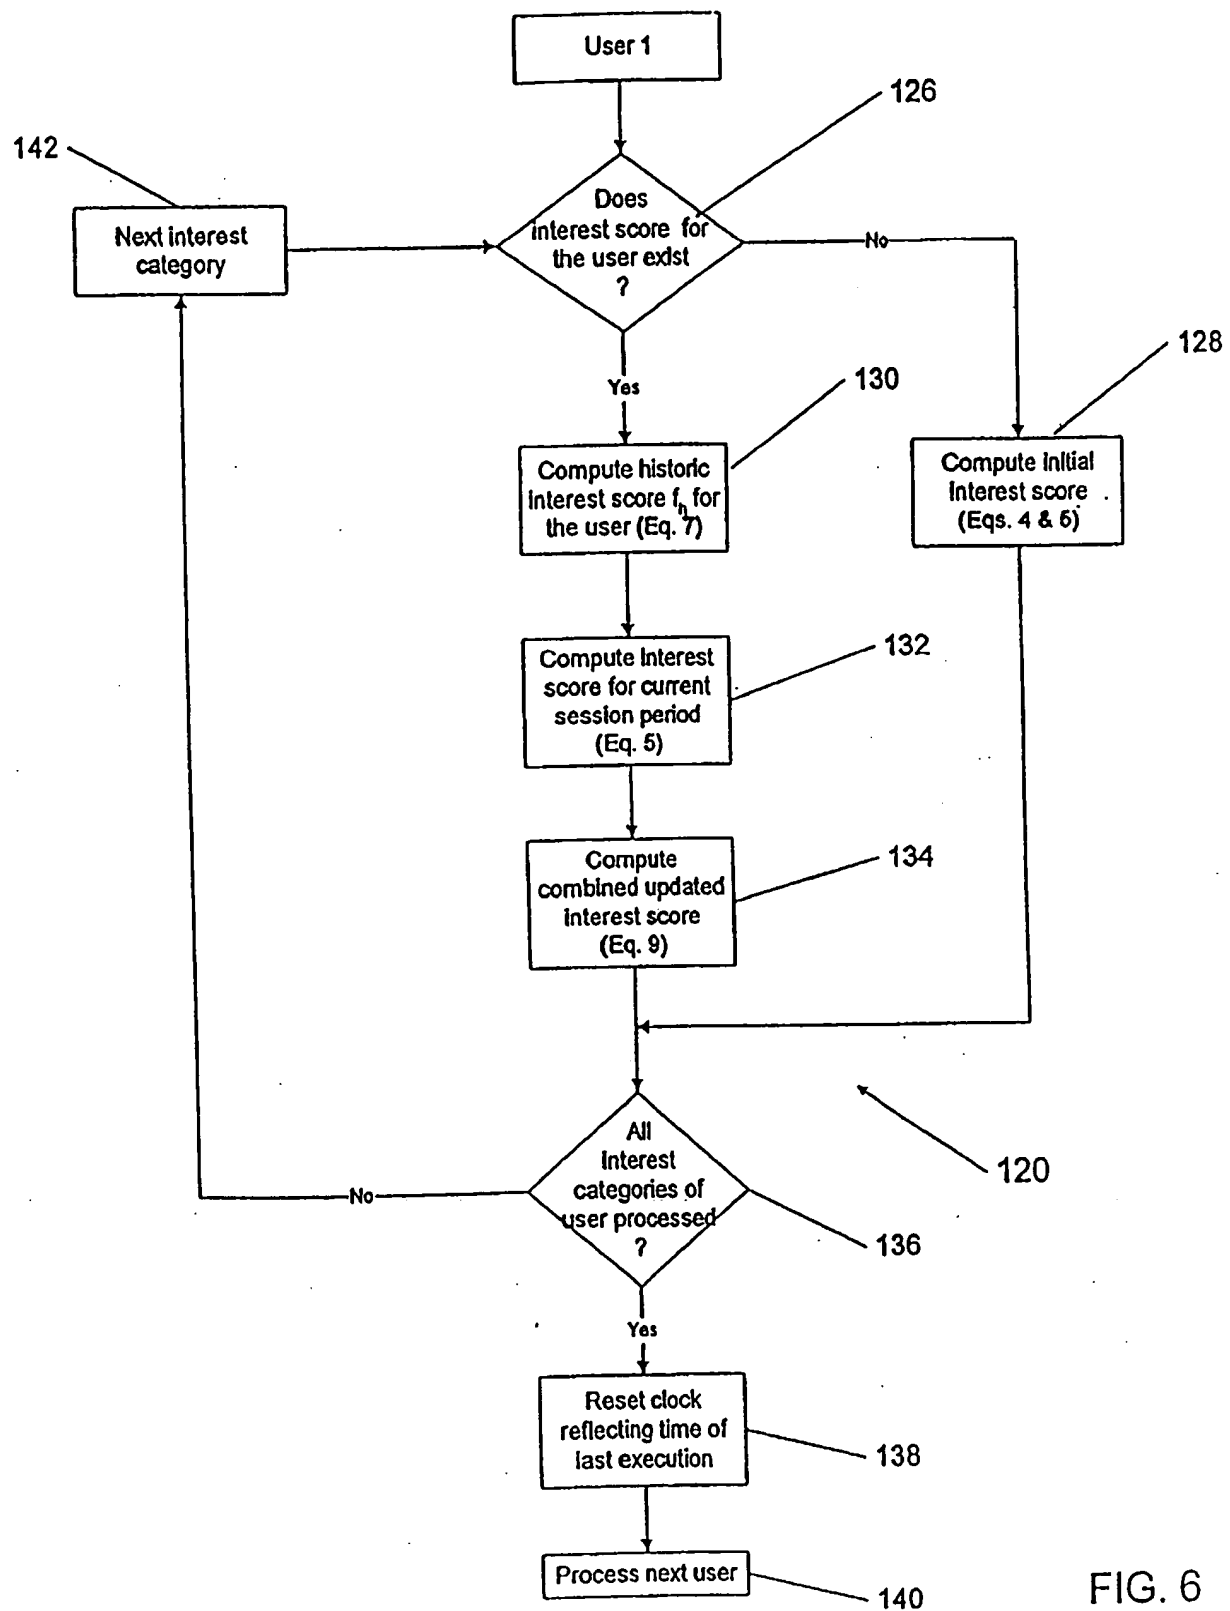 User 1
126
142
Does
interest score for
the user exist
?
Next interest
category
No
128
Yes
130
Compute historic
interest score fh for
the user (Eq. 7)
Compute initial
interest score
(Eqs. 4 & 5)
132
Compute interest
score for current
session period
(Eq. 5)
134
Compute
combined updated
interest score
(Eq. 9)
All
interest
categories of
user processed
?
120
No
136
Yes
Reset clock
reflecting time of
last execution
138
Process next user
140
FIG. 6